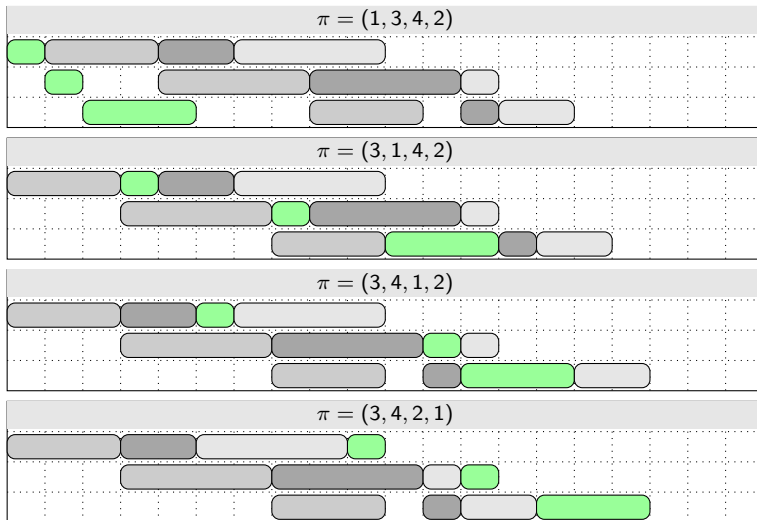 π = (1, 3, 4, 2)
π = (3, 1, 4, 2)
π = (3, 4, 1, 2)
π = (3, 4, 2, 1)